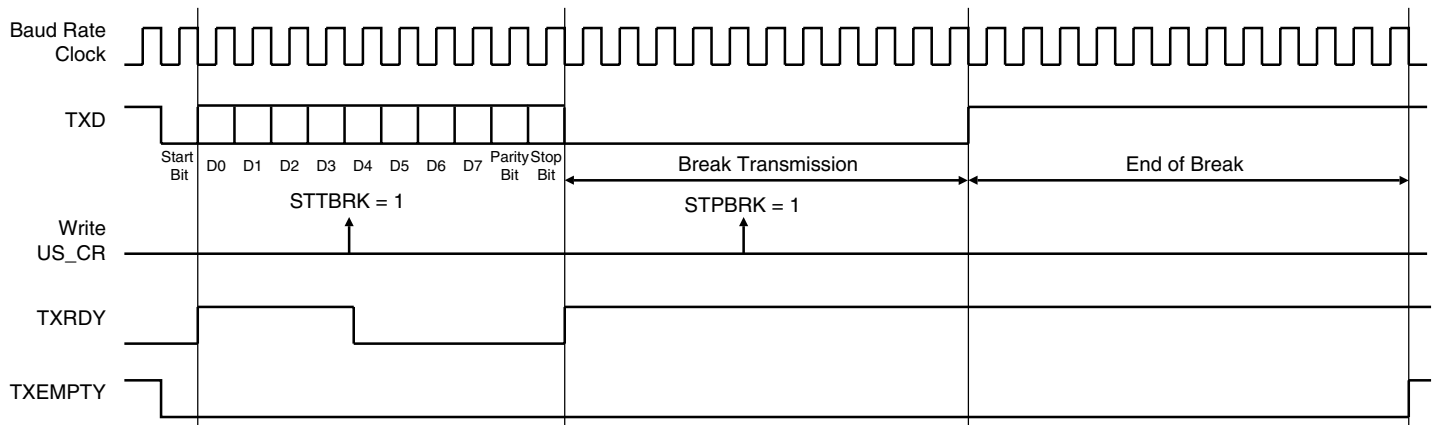 Baud Rate
Clock
TXD
Start
Bit
D0 D1 D2 D3 D4 D5 D6 D7
Parity
Bit
Stop
Bit
Break Transmission
End of Break
STTBRK = 1
STPBRK = 1
Write
US_CR
TXRDY
TXEMPTY